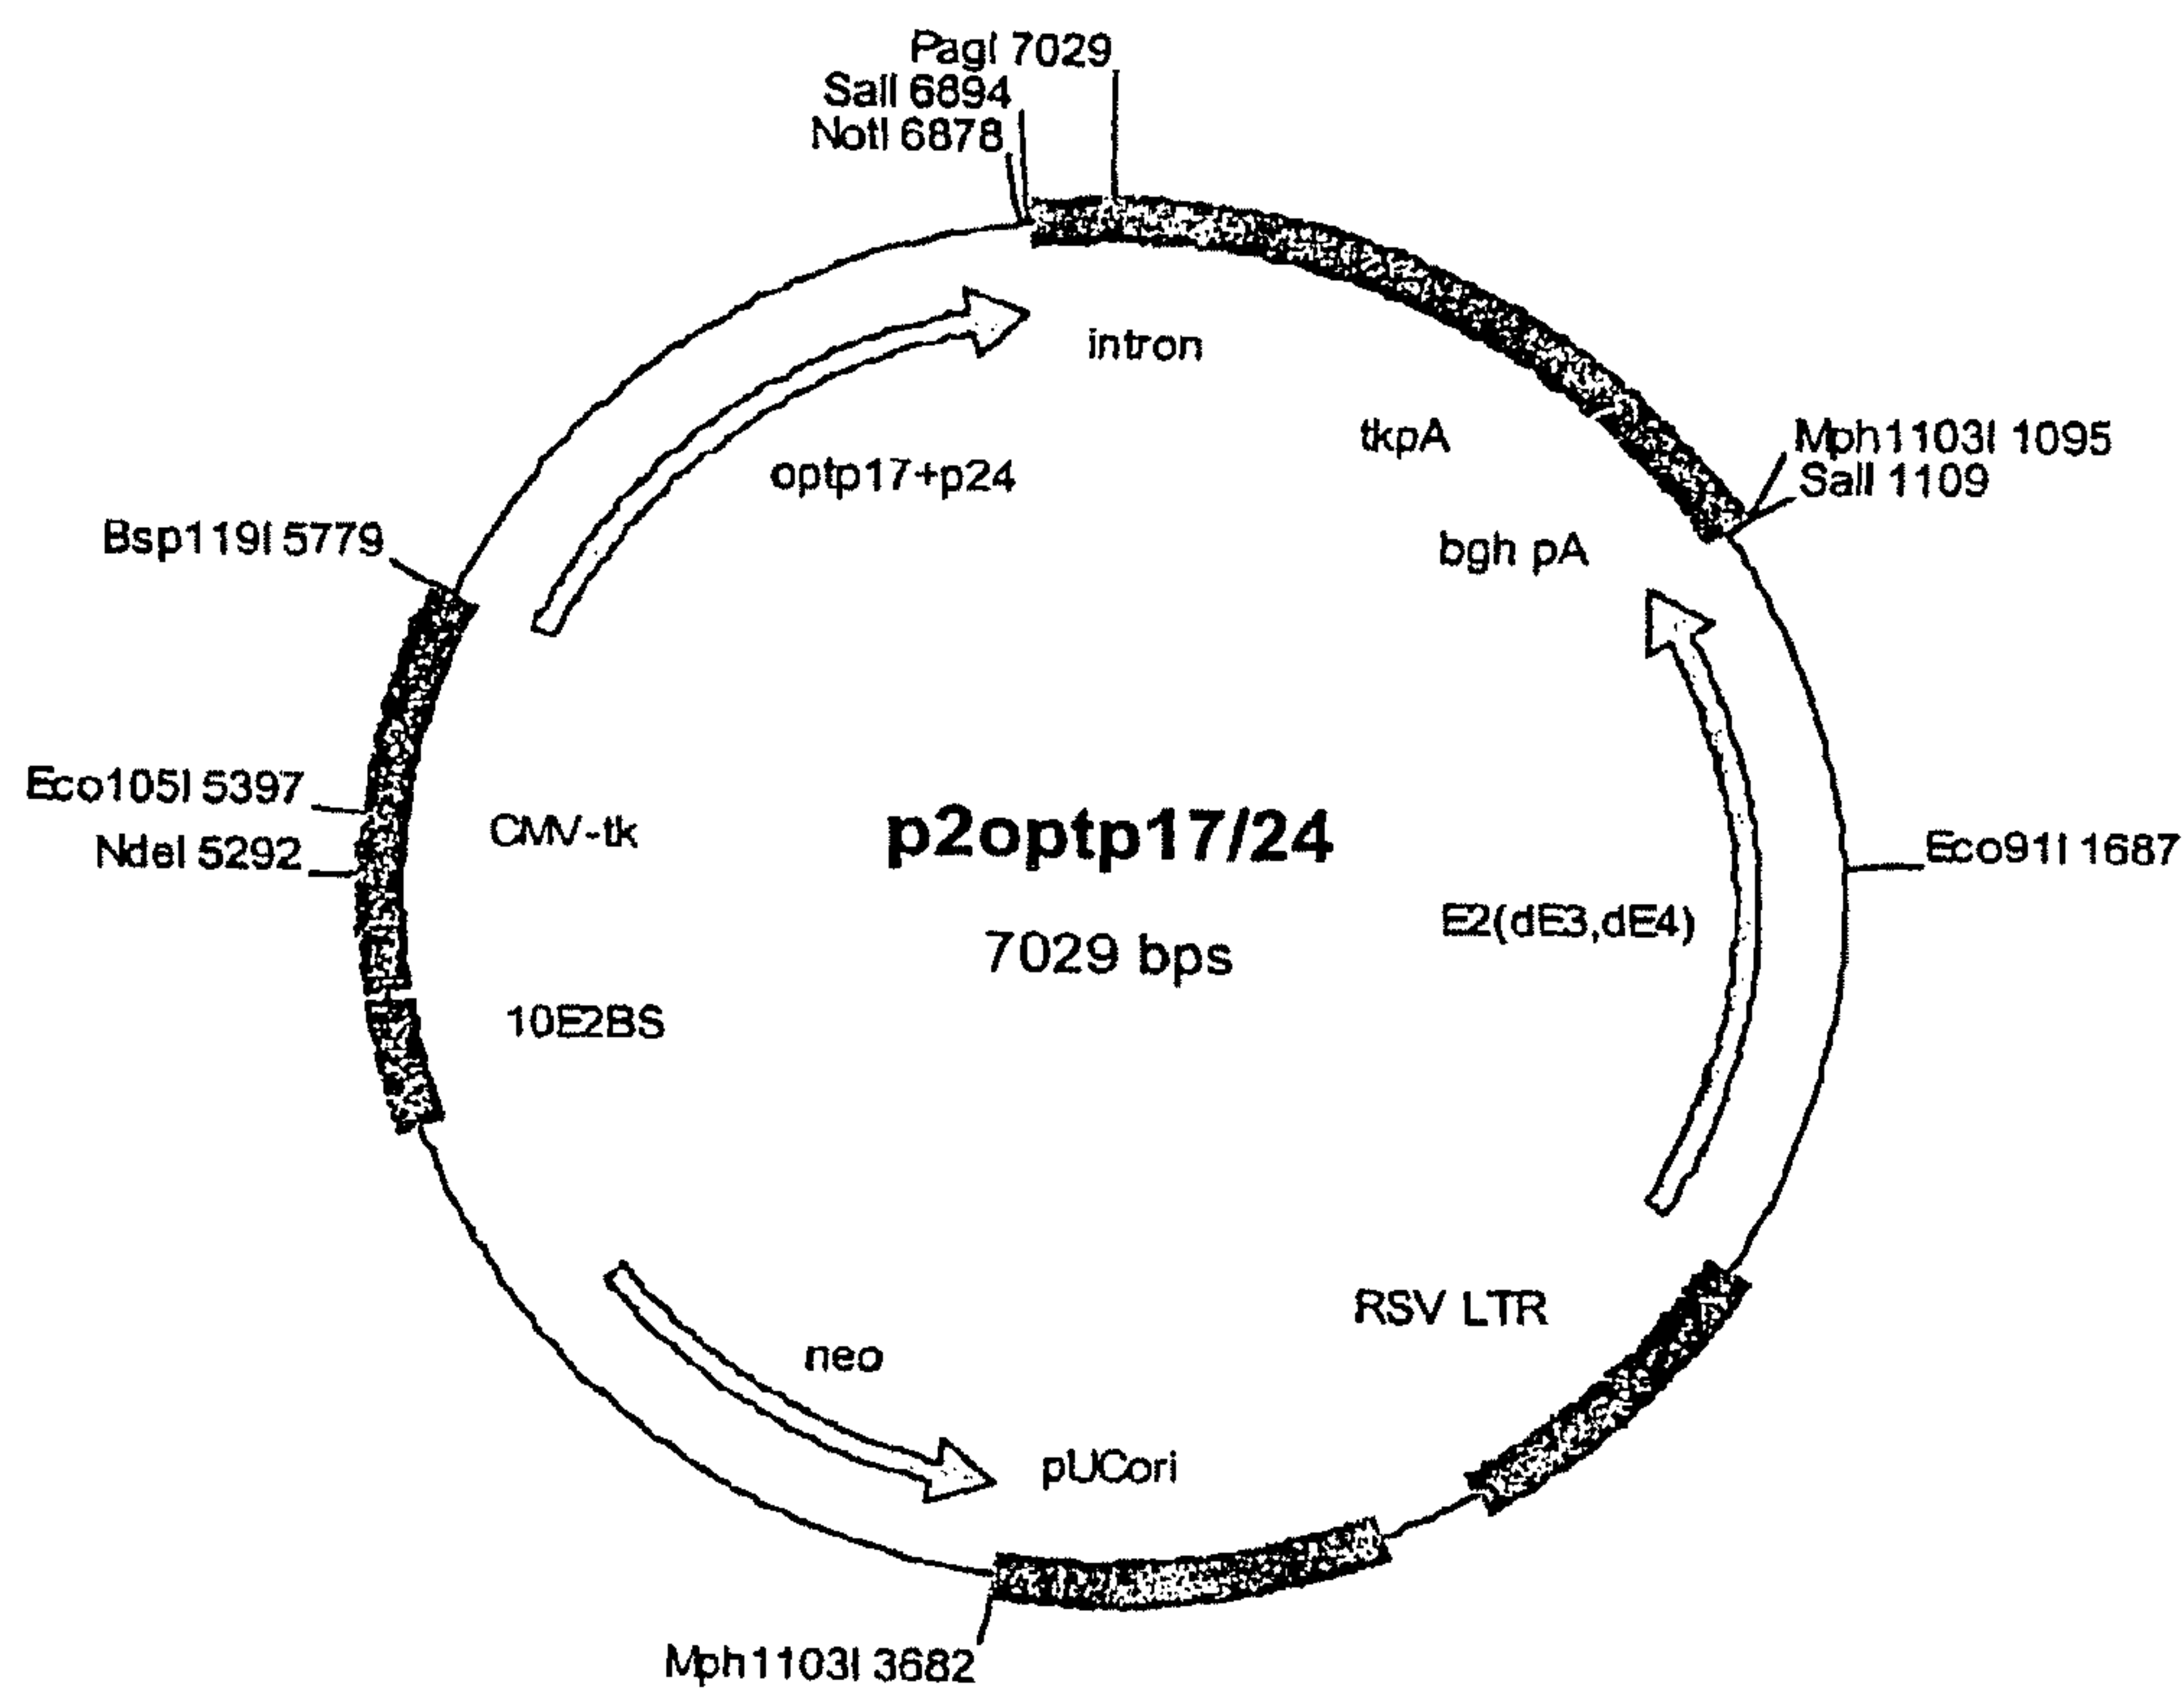 PagI 7029
SalI 6894
NotI 6878
intron
tkpA
Mph1103I 1095
SalI 1109
optp17+p24
Bsp119I 5779
bgh pA
Eco105I 5397
CMV-tk
p2optp17/24
NdeI 5292
Eco91I 1687
E2(dE3,dE4)
7029 bps
10E2BS
RSV LTR
neo
pUCori
Mph1103I 3682